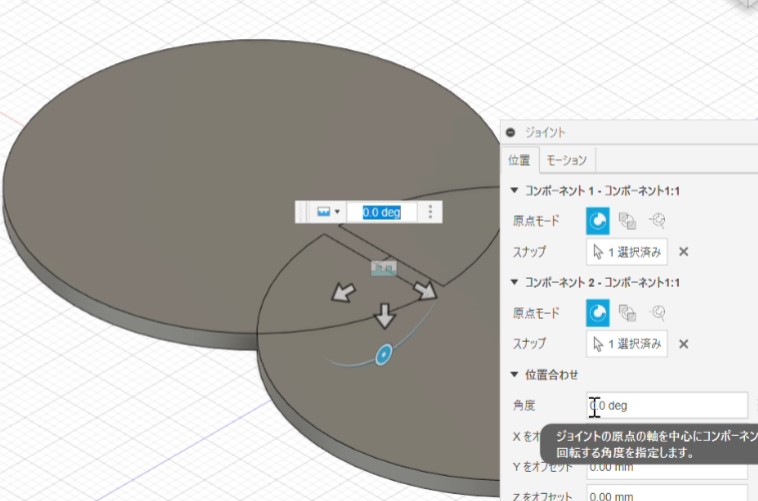 ジョイント
位置 モーション
▼ コンポーネント 1 - コンポーネント1:1
原点モード
スナップ 1 選択済み ×
▼ コンポーネント 2 - コンポーネント1:1
原点モード
スナップ 1 選択済み ×
▼ 位置合わせ
角度 0.0 deg
X をオ
ジョイントの原点の軸を中心にコンポーネン
回転する角度を指定します。
Y をオフセット 0.00 mm
Z をオフセット 0.00 mm
0.0 deg